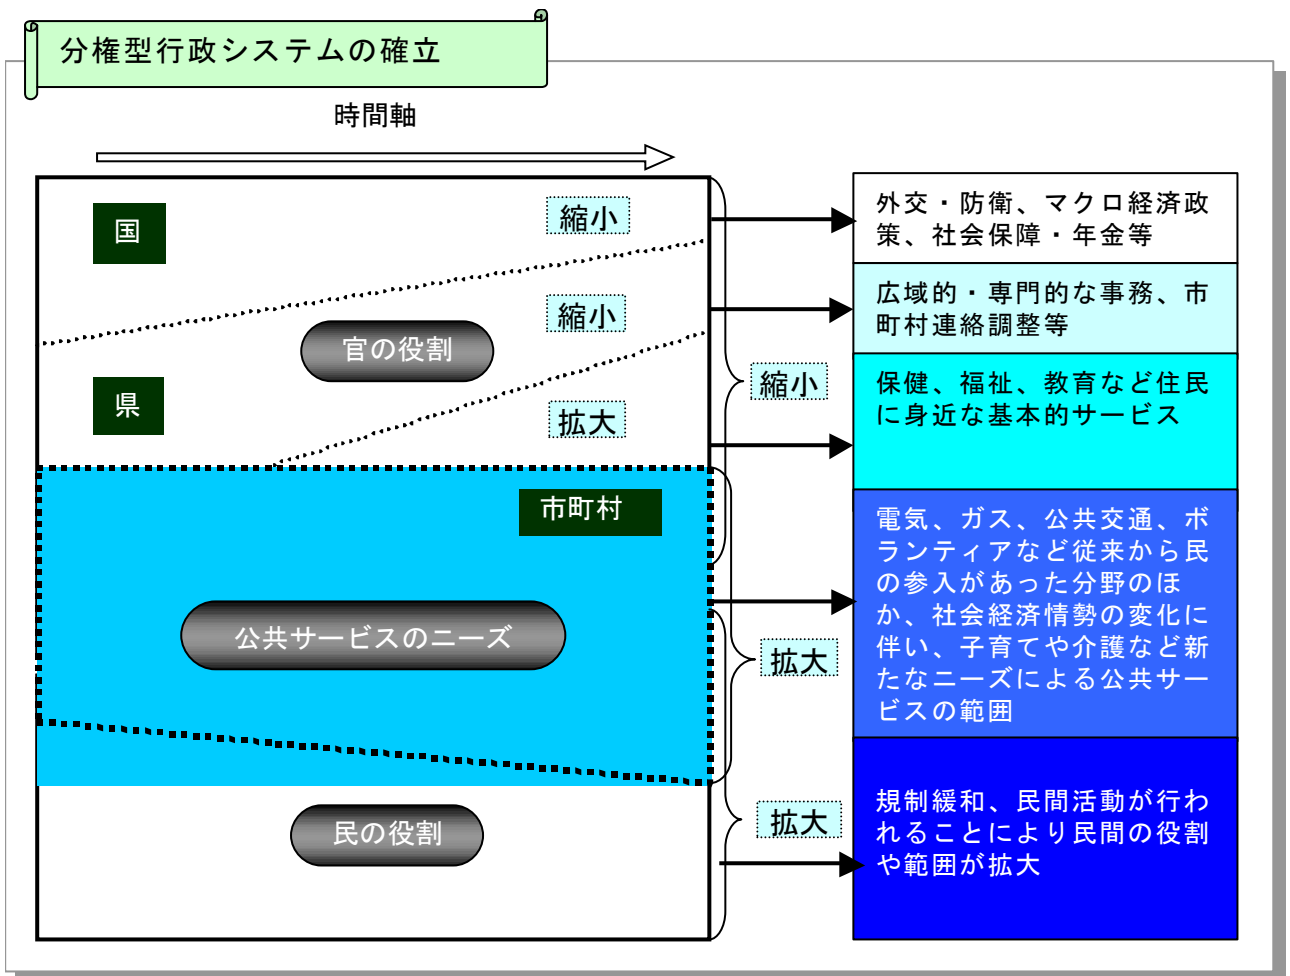 分権型行政システムの確立
時間軸
国
縮小
縮小
官の役割
県
拡大
縮小
市町村
公共サービスのニーズ
拡大
民の役割
拡大
外交・防衛、マクロ経済政
策、社会保障・年金等
広域的・専門的な事務、市
町村連絡調整等
保健、福祉、教育など住民
に身近な基本的サービス
電気、ガス、公共交通、ボ
ランティアなど従来から民
の参入があった分野のほ
か、社会経済情勢の変化に
伴い、子育てや介護など新
たなニーズによる公共サー
ビスの範囲
規制緩和、民間活動が行わ
れることにより民間の役割
や範囲が拡大